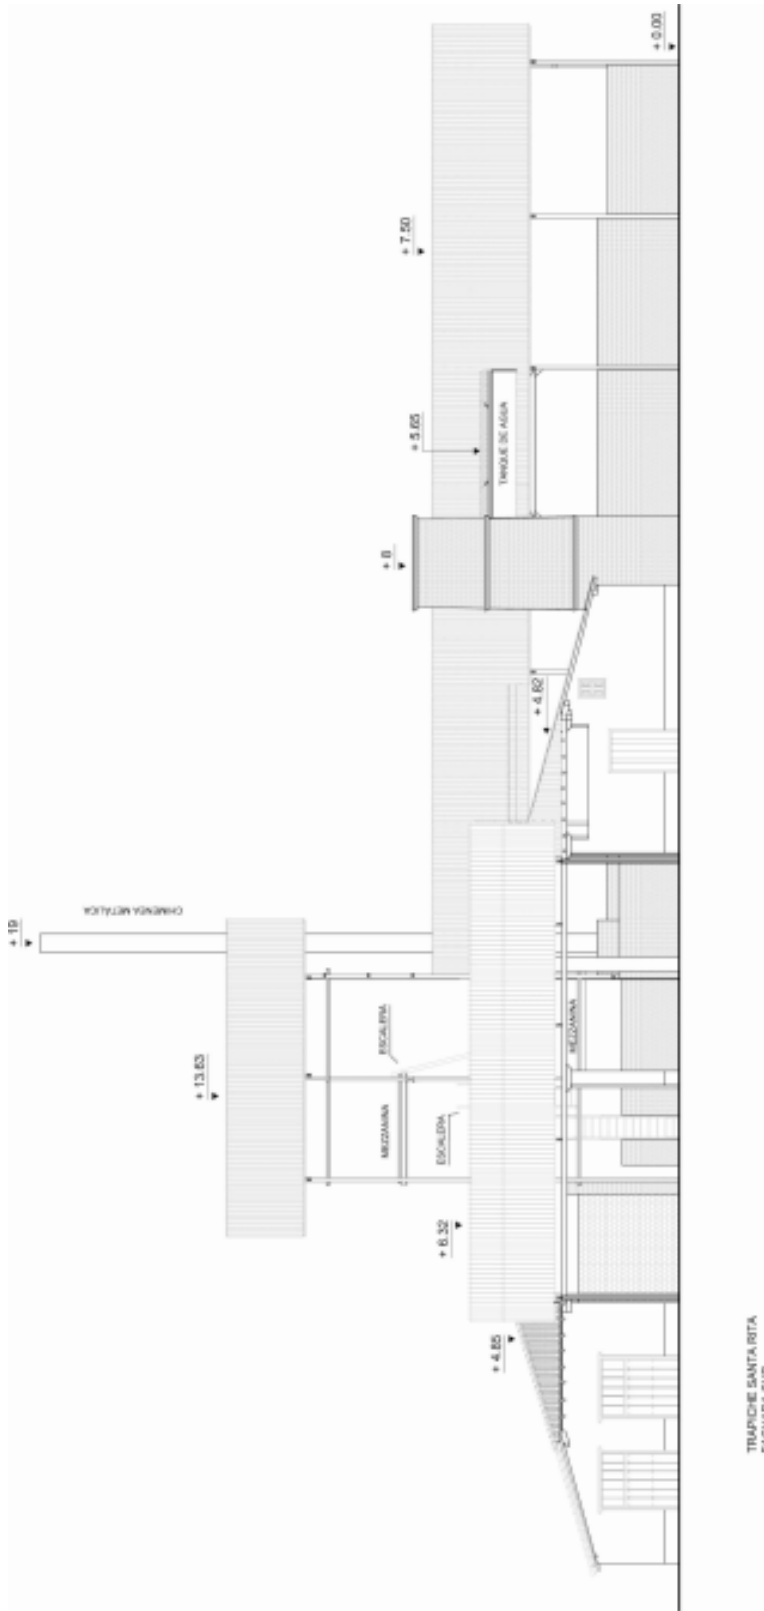 + 19
CHIMENEA METÁLICA
+ 13.63
ESCALERA
MEZZANINA
ESCALERA
MEZZANINA
+ 6.32
+ 4.85
+ 4.82
+ 8
+ 5.65
TANQUE DE AGUA
+ 7.50
+ 0.00
TRAPICHE SANTA RITA